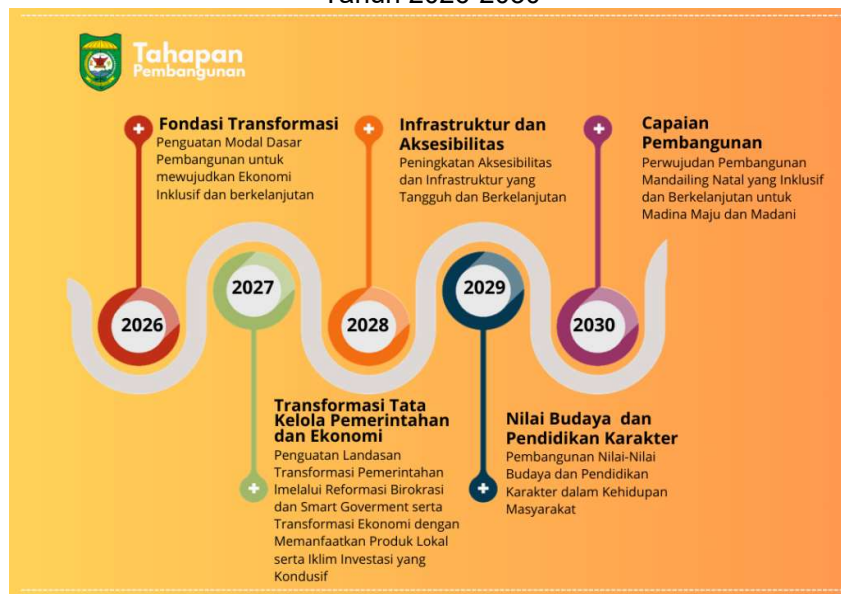 Tahun 2026-2030
Tahapan
Pembangunan
Fondasi Transformasi
Penguatan Modal Dasar
Pembangunan untuk
mewujudkan Ekonomi
Inklusif dan berkelanjutan
Infrastruktur dan
Aksesibilitas
Peningkatan Aksesibilitas
dan Infrastruktur yang
Tangguh dan Berkelanjutan
Capaian
Pembangunan
Perwujudan Pembangunan
Mandailing Natal yang Inklusif
dan Berkelanjutan untuk
Madina Maju dan Madani
2026
2027
2028
2029
2030
Transformasi Tata
Kelola Pemerintahan
dan Ekonomi
Penguatan Landasan
Transformasi Pemerintahan
lmelalui Reformasi Birokrasi
dan Smart Goverment serta
Transformasi Ekonomi dengan
Memanfaatkan Produk Lokal
serta Iklim Investasi yang
Kondusif
Nilai Budaya dan
Pendidikan Karakter
Pembangunan Nilai-Nilai
Budaya dan Pendidikan
Karakter dalam Kehidupan
Masyarakat